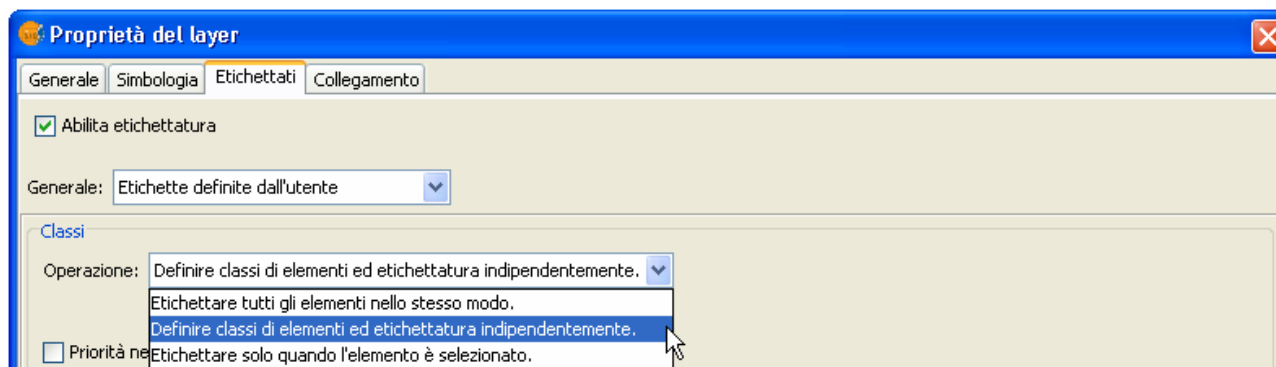 Proprietà del layer
Generale Simbologia Etichettati Collegamento
Abilita etichettatura
Generale: Etichette definite dall'utente
Classi
Operazione: Definire classi di elementi ed etichettatura indipendentemente.
Etichettare tutti gli elementi nello stesso modo.
Definire classi di elementi ed etichettatura indipendentemente.
Priorità ne Etichettare solo quando l'elemento è selezionato.